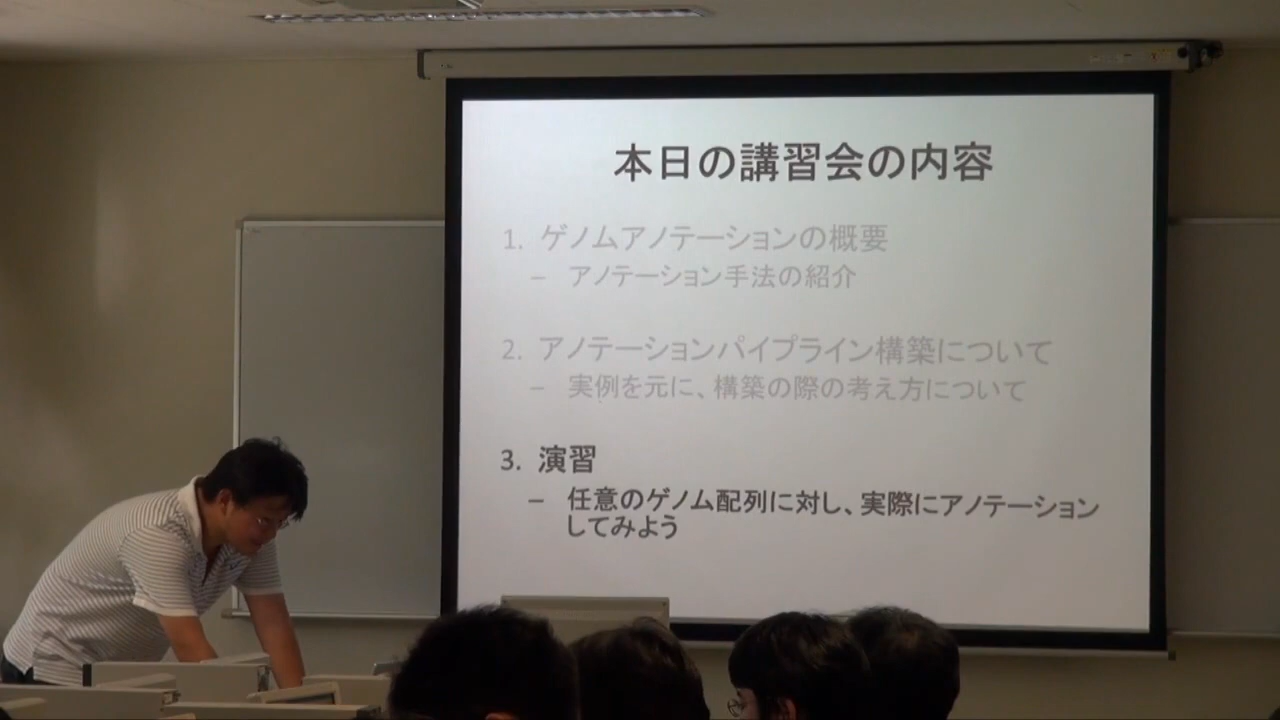 本日の講習会の内容
1. ゲノムアノテーションの概要
– アノテーション手法の紹介
2. アノテーションパイプライン構築について
– 実例を元に、構築の際の考え方について
3. 演習
– 任意のゲノム配列に対し、実際にアノテーション
してみよう